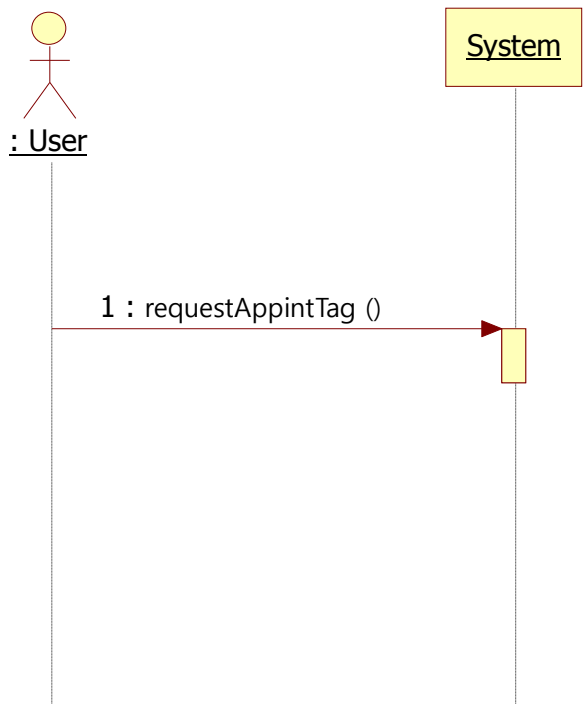 System
: User
1 : requestAppintTag ()